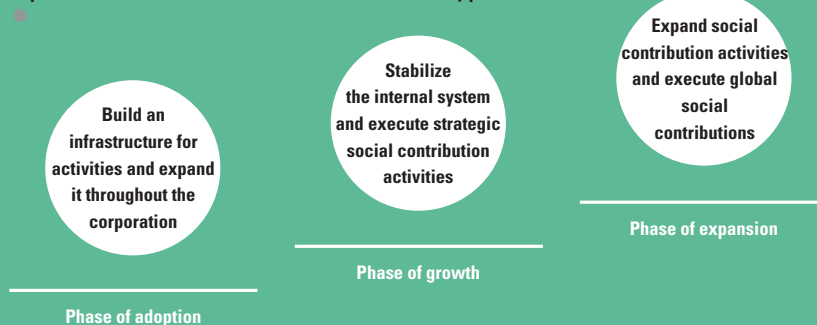 Build an
infrastructure for
activities and expand
it throughout the
corporation
Phase of adoption
Stabilize
the internal system
and execute strategic
social contribution
activities
Phase of growth
Expand social
contribution activities
and execute global
social
contributions
Phase of expansion